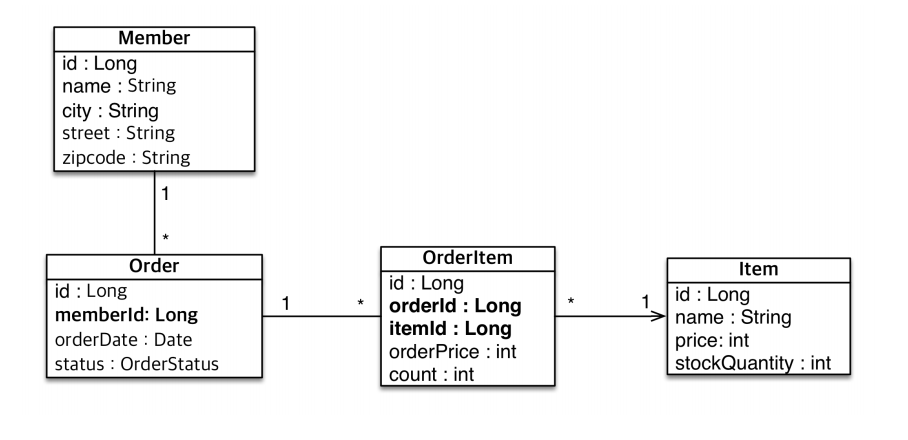 Member
id : Long
name : String
city : String
street : String
zipcode : String
1
*
Order
id : Long
memberId: Long
orderDate : Date
status : OrderStatus
1
*
OrderItem
id : Long
orderId : Long
itemId : Long
orderPrice : int
count : int
*
1
Item
id : Long
name : String
price: int
stockQuantity : int